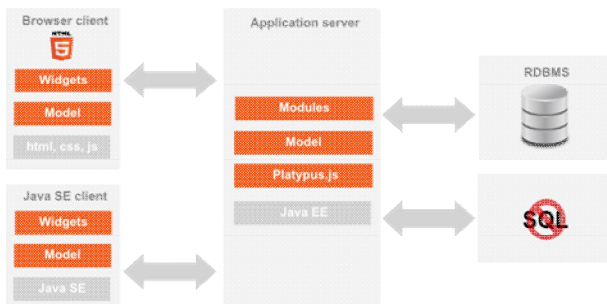 Browser client
HTML
5
Widgets
Model
html, css, js
Java SE client
Widgets
Model
Java SE
Application server
Modules
Model
Platypus.js
Java EE
RDBMS
SQL